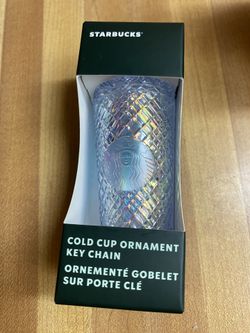 STARBUCKS®
COLD CUP ORNAMENT
KEY CHAIN
ORNEMENTÉ GOBELET
SUR PORTE CLÉ